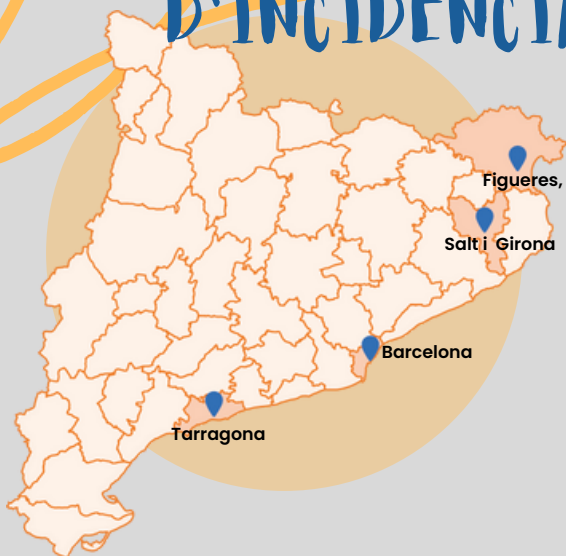 D'INCIDÈNCIA
Figueres,
Salt i Girona
Barcelona
Tarragona